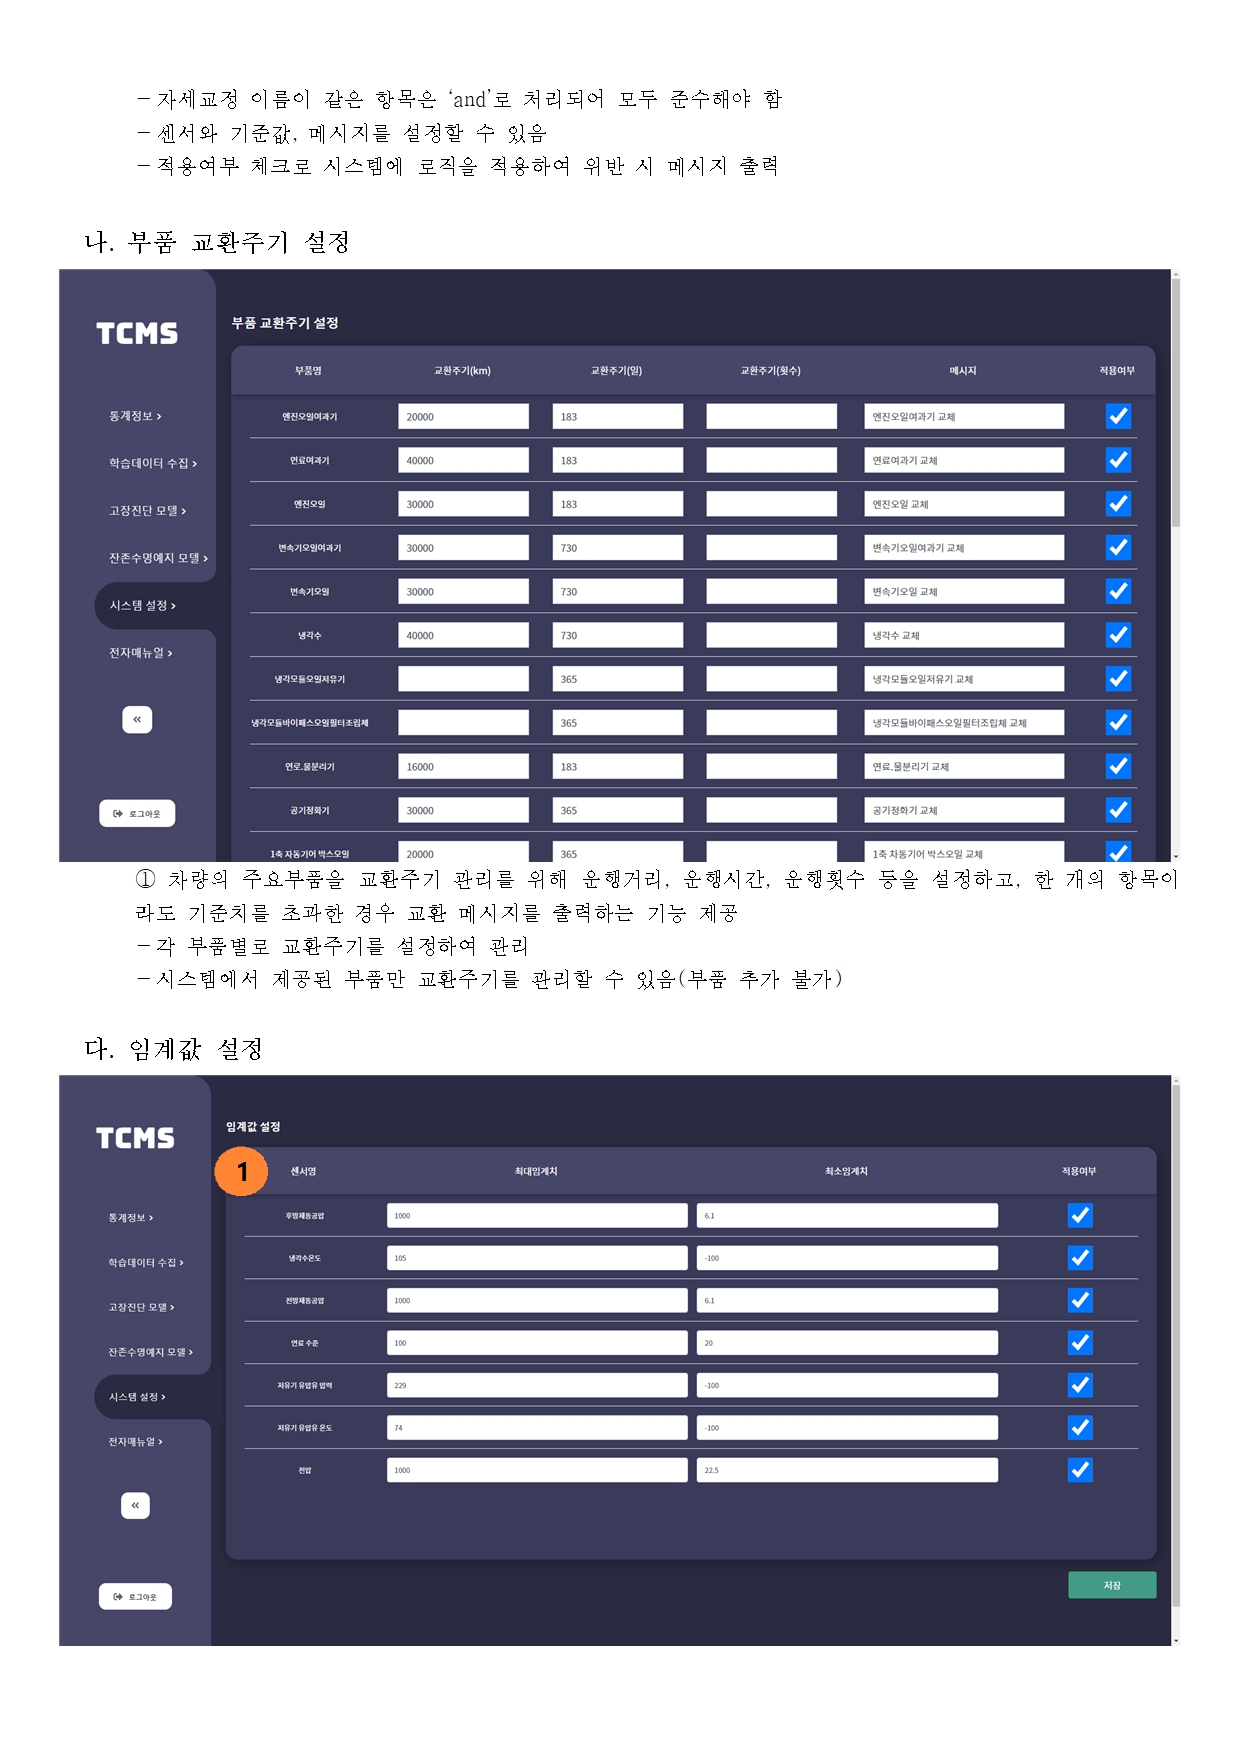 －자세교정 이름이 같은 항목은 ‘and’로 처리되어 모두 준수해야 함
－센서와 기준값, 메시지를 설정할 수 있음
－적용여부 체크로 시스템에 로직을 적용하여 위반 시 메시지 출력
나. 부품 교환주기 설정
TCMS
통계정보 >
학습데이터 수집 >
고장진단 모델 >
잔존수명예지 모델 >
시스템 설정 >
전자매뉴얼 >
«
로그아웃
부품 교환주기 설정
부품명 교환주기(km) 교환주기(일) 교환주기(횟수) 메시지 적용여부
엔진오일여과기 20000 183 엔진오일여과기 교체
연료여과기 40000 183 연료여과기 교체
엔진오일 30000 183 엔진오일 교체
변속기오일여과기 30000 730 변속기오일여과기 교체
변속기오일 30000 730 변속기오일 교체
냉각수 40000 730 냉각수 교체
냉각모듈오일저유기 365 냉각모듈오일저유기 교체
냉각모듈바이패스오일필터조립체 365 냉각모듈바이패스오일필터조립체 교체
연로.물분리기 16000 183 연료.물분리기 교체
공기정화기 30000 365 공기정화기 교체
1축 차동기어 박스오일 20000 365 1축 차동기어 박스오일 교체
① 차량의 주요부품을 교환주기 관리를 위해 운행거리, 운행시간, 운행횟수 등을 설정하고, 한 개의 항목이
라도 기준치를 초과한 경우 교환 메시지를 출력하는 기능 제공
－각 부품별로 교환주기를 설정하여 관리
－시스템에서 제공된 부품만 교환주기를 관리할 수 있음(부품 추가 불가)
다. 임계값 설정
TCMS
통계정보 >
학습데이터 수집 >
고장진단 모델 >
잔존수명예지 모델 >
시스템 설정 >
전자매뉴얼 >
«
로그아웃
임계값 설정
1
센서명 최대임계치 최소임계치 적용여부
후방제동공압 1000 6.1
냉각수온도 105 -100
전방제동공압 1000 6.1
연료 수준 100 20
저유기 유압유 압력 229 -100
저유기 유압유 온도 74 -100
전압 1000 22.5
저장